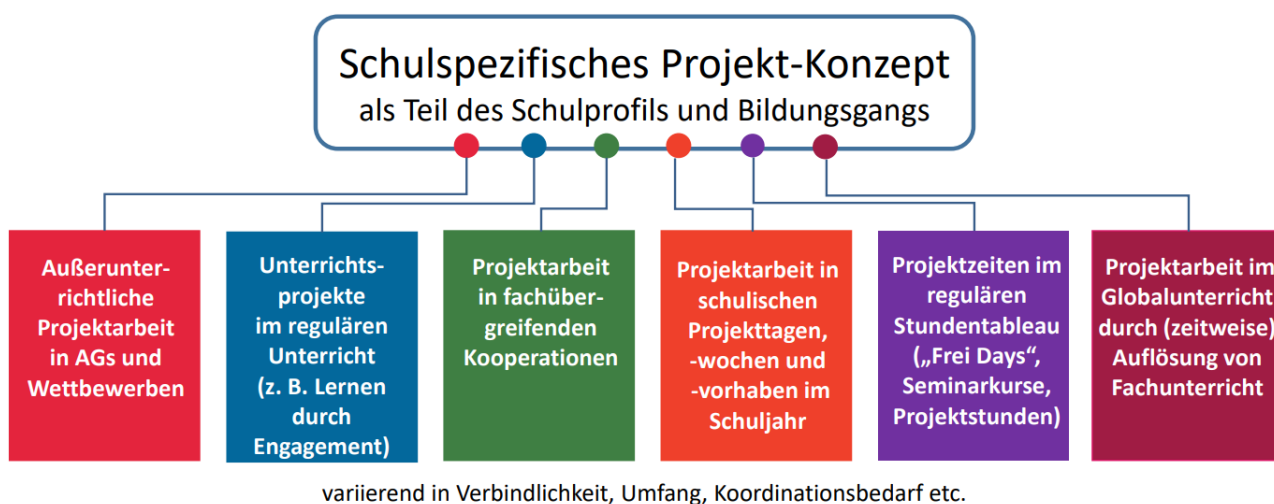 Schulspezifisches Projekt-Konzept
als Teil des Schulprofils und Bildungsgangs
Außerunter-
richtliche
Projektarbeit
in AGs und
Wettbewerben
Unterrichts-
projekte
im regulären
Unterricht
(z. B. Lernen
durch
Engagement)
Projektarbeit
in fachüber-
greifenden
Kooperationen
Projektarbeit in
schulischen
Projekttagen,
-wochen und
-vorhaben im
Schuljahr
Projektzeiten im
regulären
Stundentableau
(„Frei Days“,
Seminarkurse,
Projektstunden)
Projektarbeit im
Globalunterricht
durch (zeitweise)
Auflösung von
Fachunterricht
variierend in Verbindlichkeit, Umfang, Koordinationsbedarf etc.